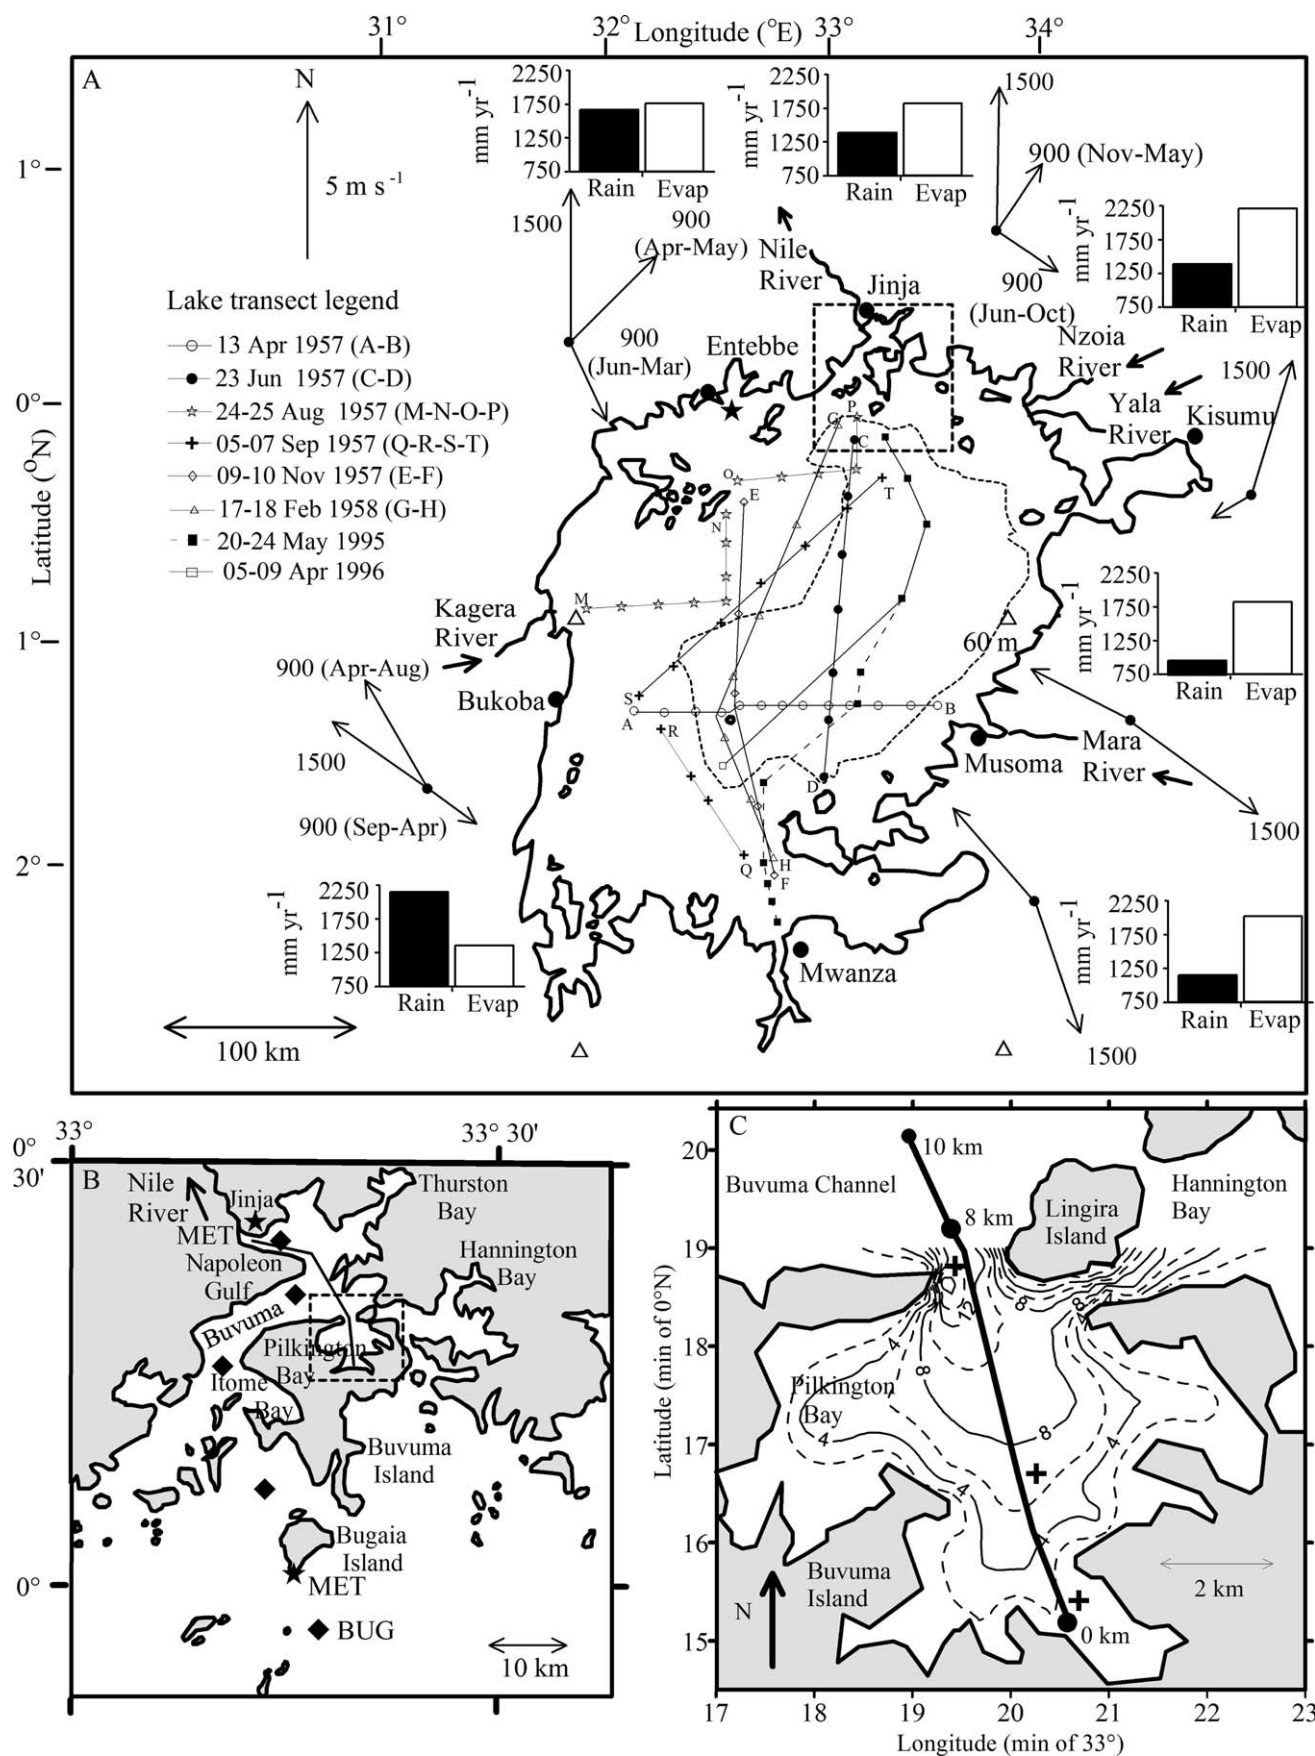 31°
32°
Longitude (°E)
33°
34°
A
N
5 m s⁻¹
1°
0°
1°
2°
Latitude (°N)
mm yr⁻¹
2250
1750
1250
750
Rain
Evap
mm yr⁻¹
2250
1750
1250
750
Rain
Evap
1500
900 (Nov-May)
900
(Jun-Oct)
mm yr⁻¹
2250
1750
1250
750
Rain
Evap
1500
900
(Apr-May)
900
(Jun-Mar)
Nile
River
Jinja
Entebbe
Nzoia
River
Yala
River
1500
Kisumu
Lake transect legend
13 Apr 1957 (A-B)
23 Jun 1957 (C-D)
24-25 Aug 1957 (M-N-O-P)
05-07 Sep 1957 (Q-R-S-T)
09-10 Nov 1957 (E-F)
17-18 Feb 1958 (G-H)
20-24 May 1995
05-09 Apr 1996
G
P
C
O
E
T
N
M
S
A
R
B
D
Q
H
F
60 m
Kagera
River
900 (Apr-Aug)
Bukoba
1500
900 (Sep-Apr)
mm yr⁻¹
2250
1750
1250
750
Rain
Evap
Musoma
Mara
River
1500
mm yr⁻¹
2250
1750
1250
750
Rain
Evap
Mwanza
1500
mm yr⁻¹
2250
1750
1250
750
Rain
Evap
100 km
33°
33° 30'
0°
30'
0°
B
Nile
River
Jinja
MET
Napoleon
Gulf
Thurston
Bay
Hannington
Bay
Buvuma
Pilkington
Bay
Itome
Bay
Buvuma
Island
Bugaia
Island
MET
BUG
10 km
C
10 km
Buvuma Channel
8 km
Lingira
Island
Hannington
Bay
12
8
8
4
4
8
8
4
4
4
4
Pilkington
Bay
Buvuma
Island
N
2 km
0 km
20
19
18
17
16
15
Latitude (min of 0°N)
17
18
19
20
21
22
23
Longitude (min of 33°)